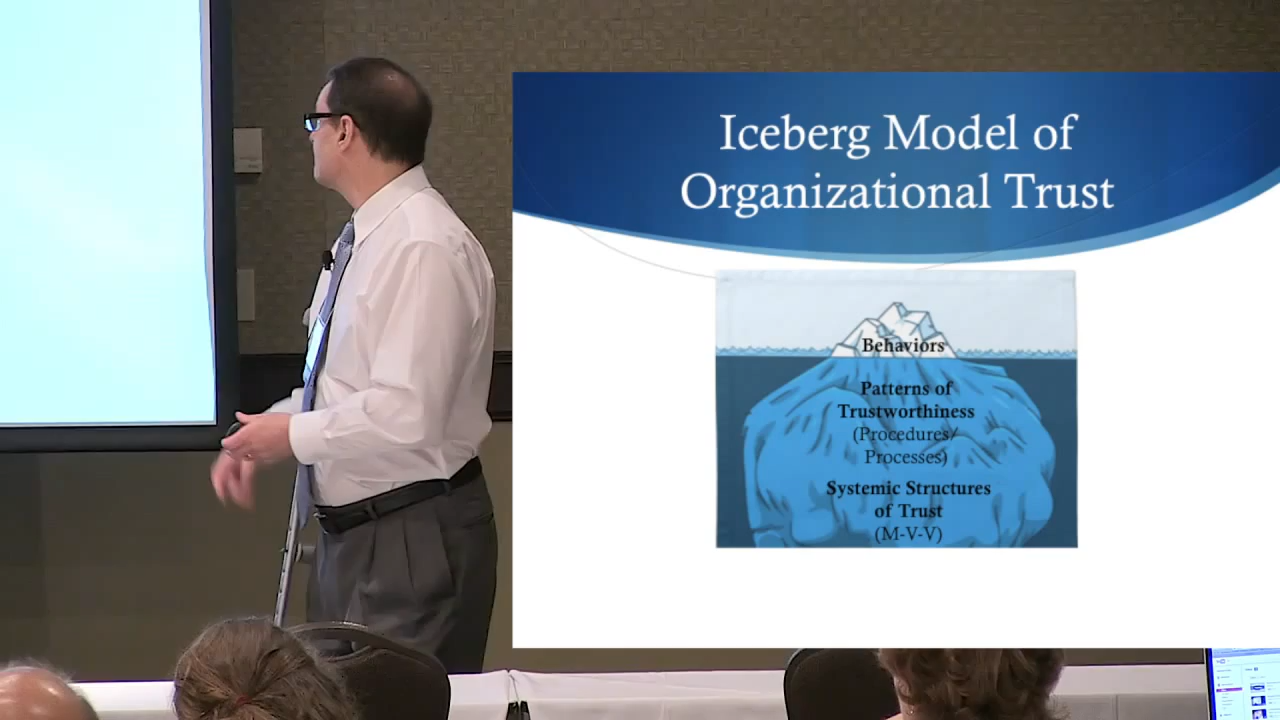 Iceberg Model of
Organizational Trust
Behaviors
Patterns of
Trustworthiness
(Procedures/
Processes)
Systemic Structures
of Trust
(M-V-V)